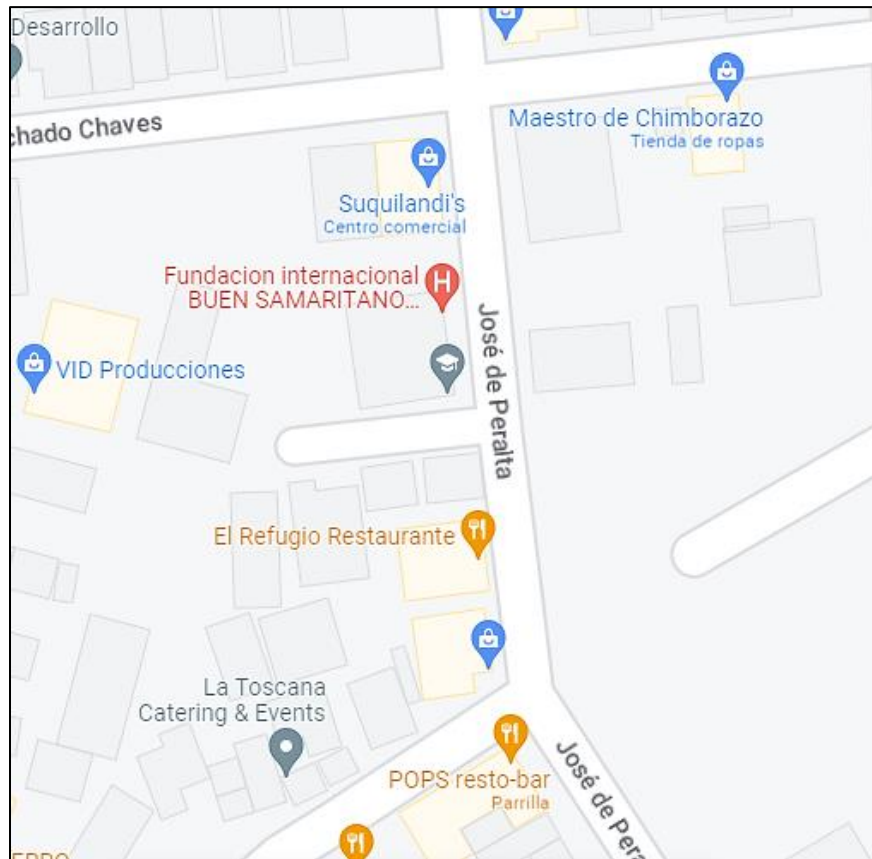 Desarrollo
chado Chaves
Maestro de Chimborazo
Tienda de ropas
Suquilandi's
Centro comercial
Fundacion internacional
BUEN SAMARITANO...
H
José de Peralta
VID Producciones
El Refugio Restaurante
La Toscana
Catering & Events
POPS resto-bar
Parrilla
José de Pera